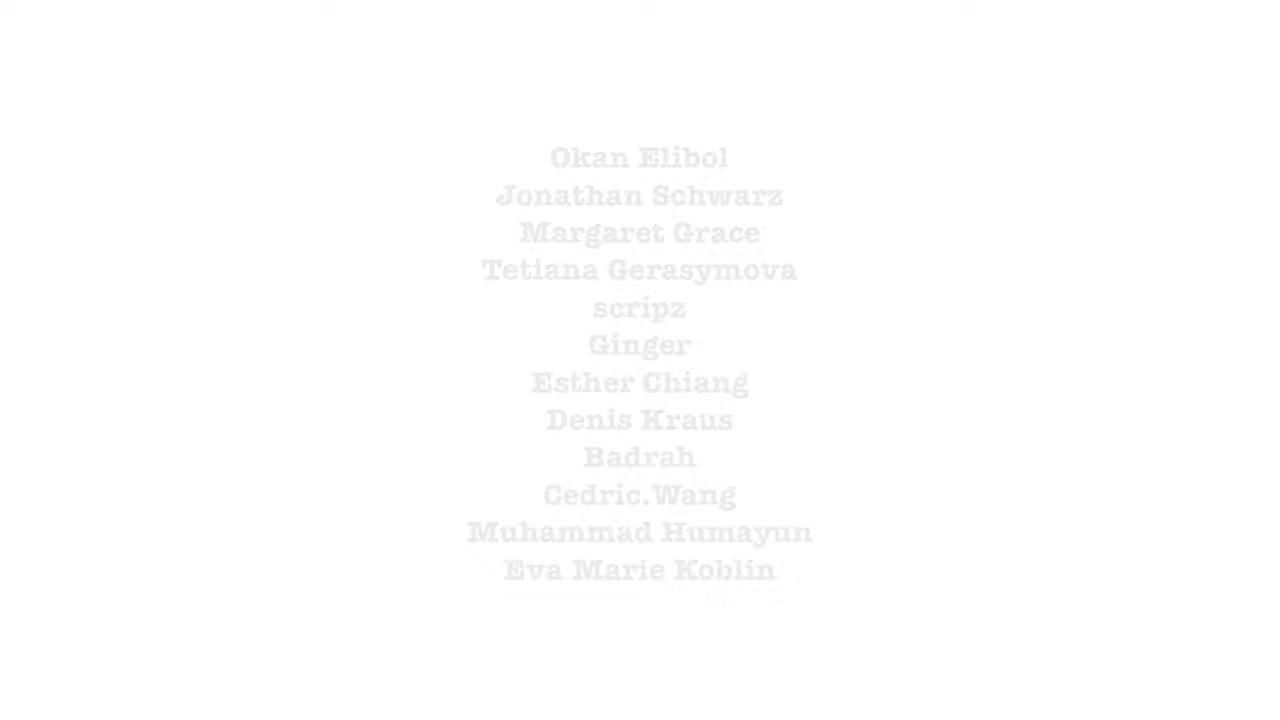 Okan Elibol
Jonathan Schwarz
Margaret Grace
Tetiana Gerasymova
scripz
Ginger
Esther Chiang
Denis Kraus
Badrah
Cedric.Wang
Muhammad Humayun
Eva Marie Koblin